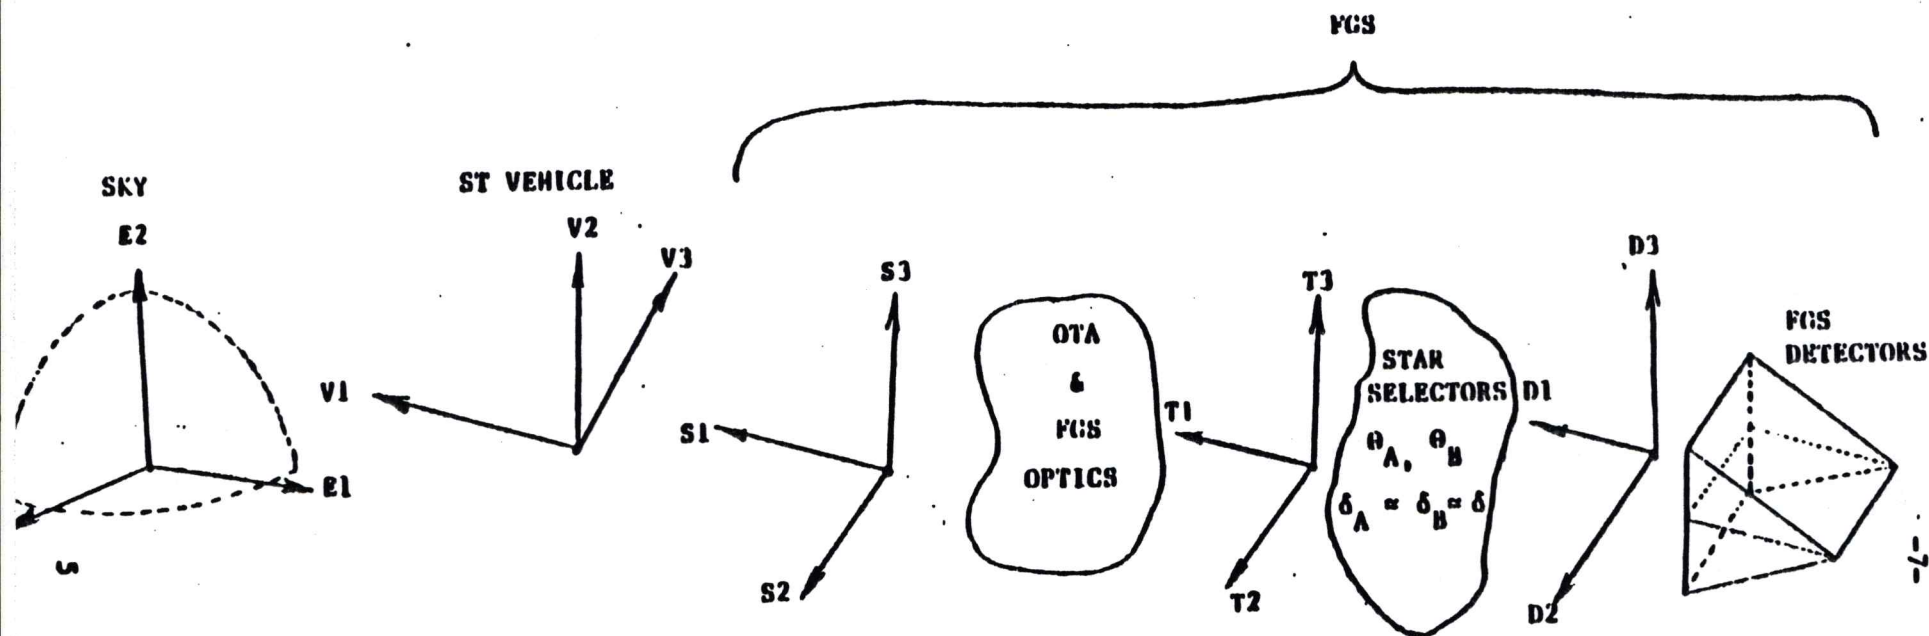 FGS
SKY
E2
E1
ST VEHICLE
V2
V3
V1
S3
S1
S2
OTA
&
FGS
OPTICS
T3
T1
T2
STAR
SELECTORS
θA, θB
δA ≈ δB ≈ δ
D3
D1
D2
FGS
DETECTORS
-7-
5